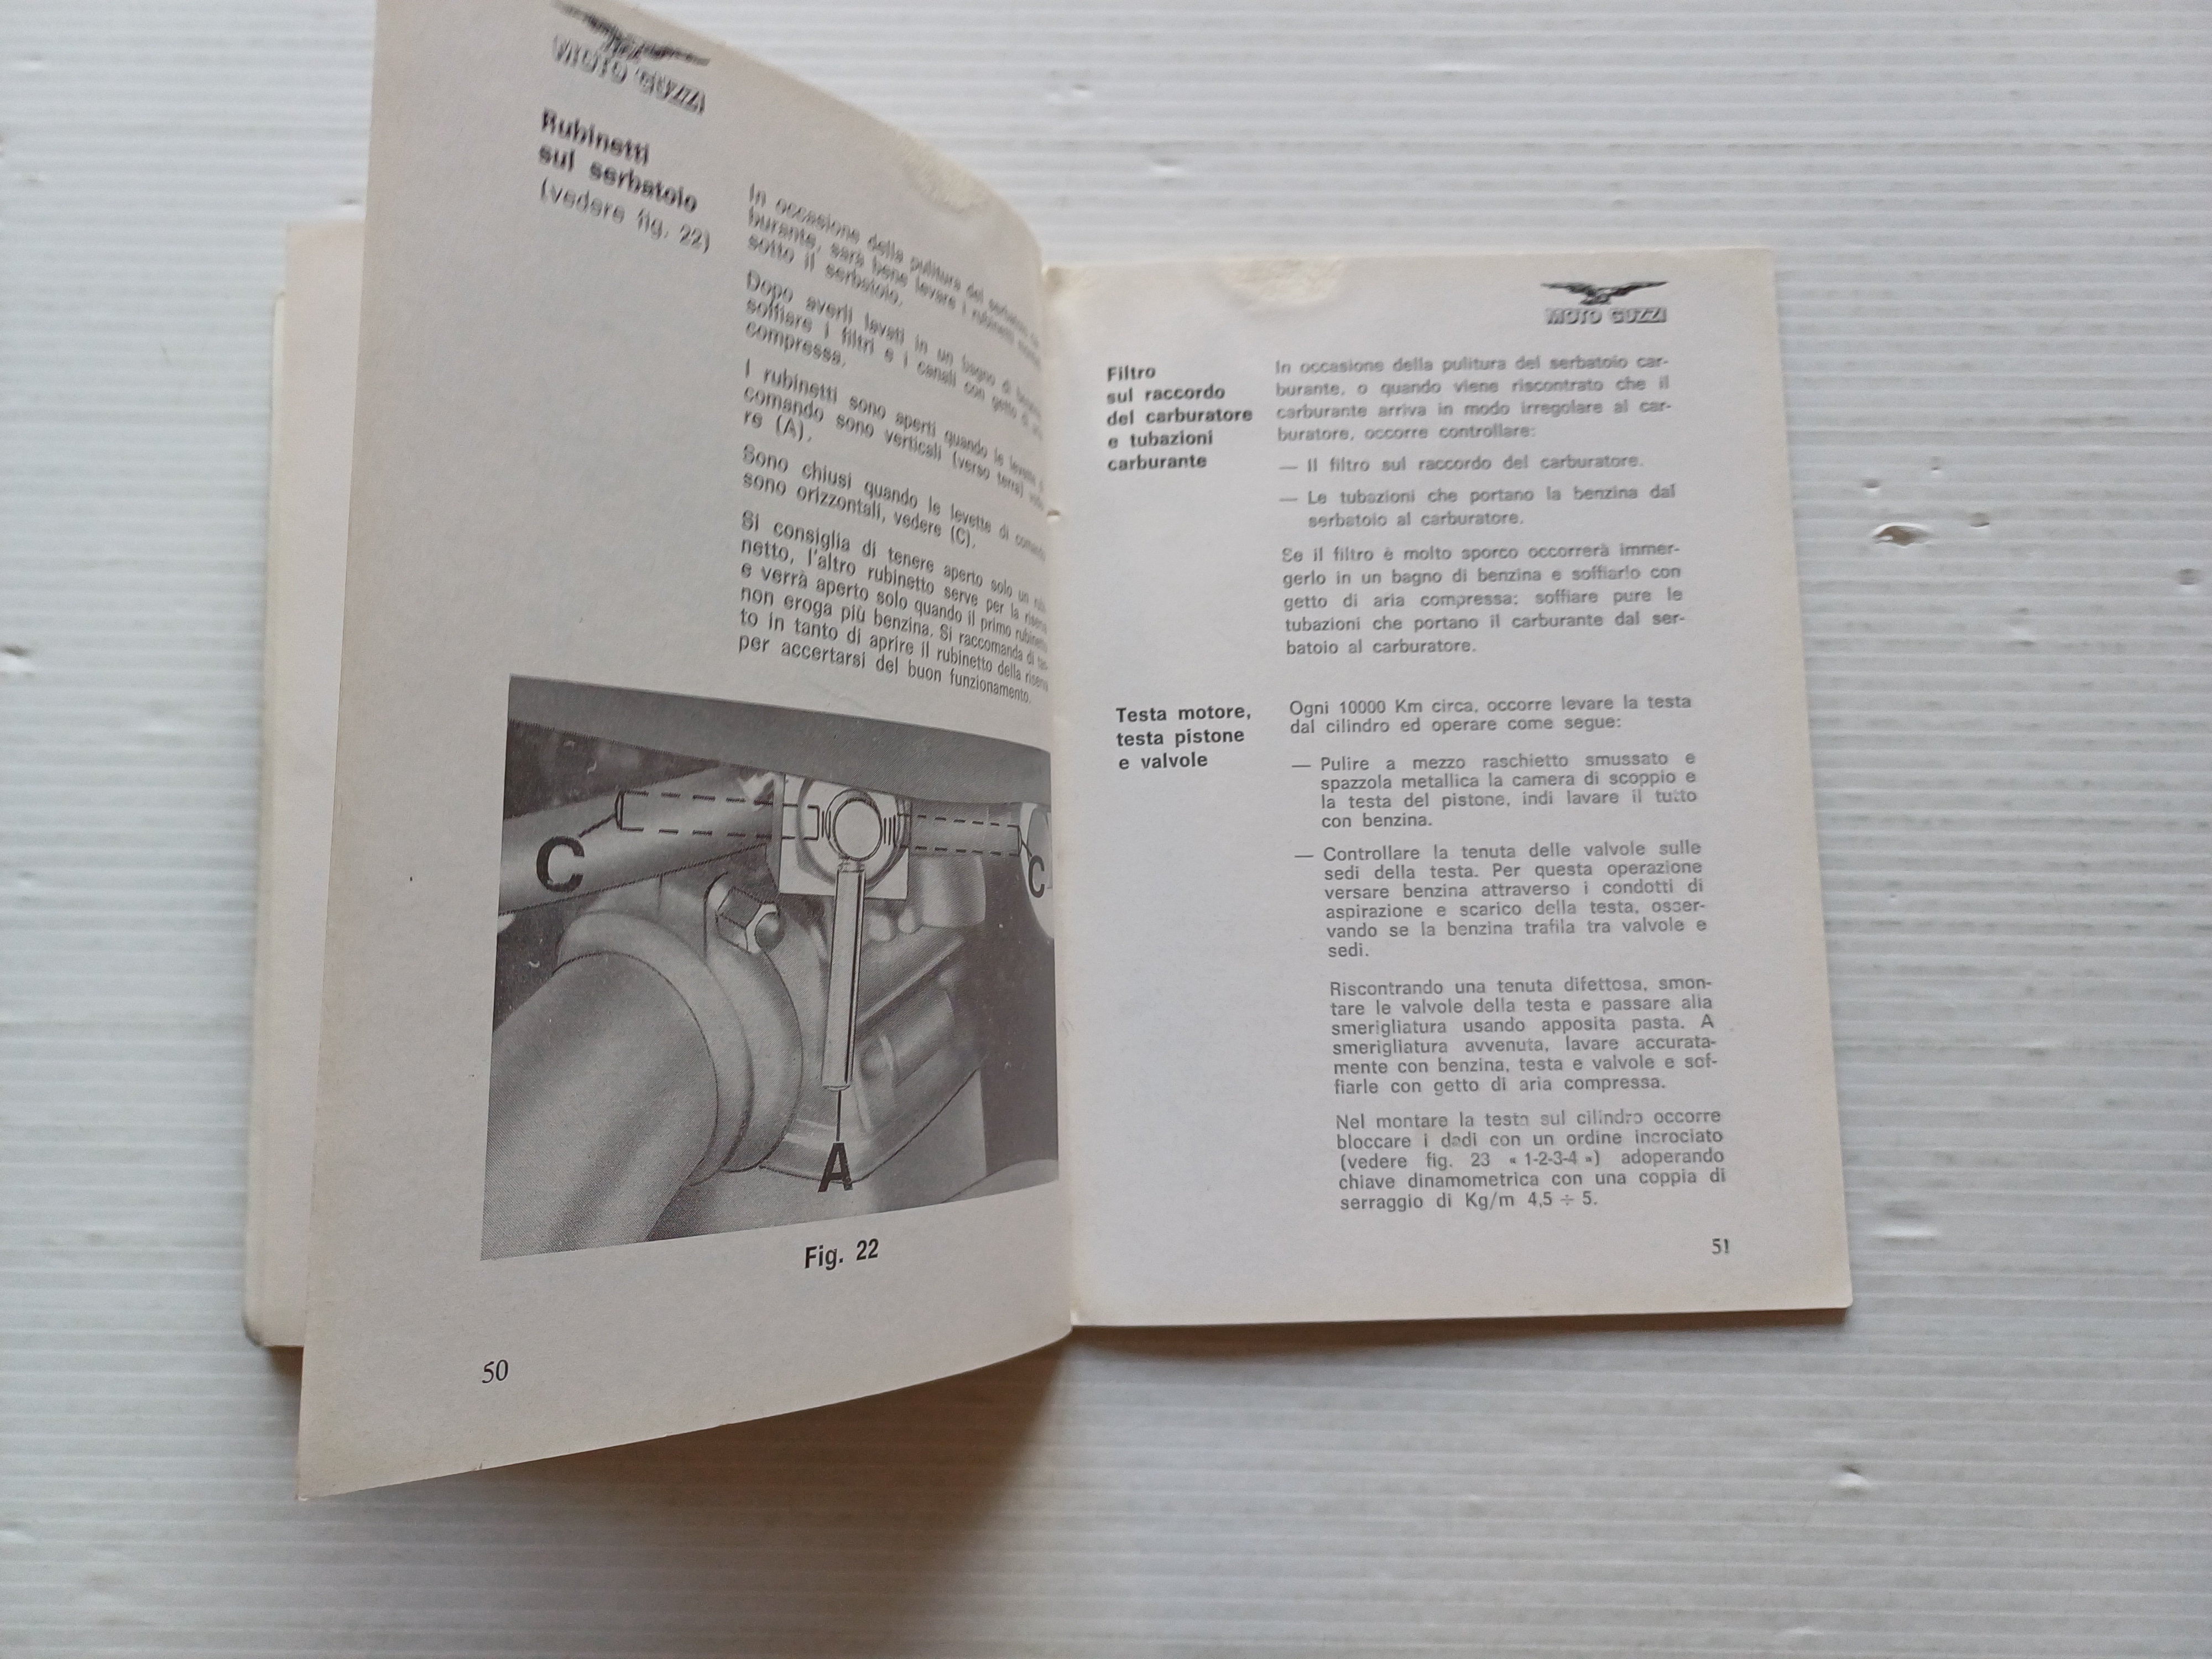 MOTO GUZZI
Rubinetti
sul serbatoio
(vedere fig. 22)
In occasione della pulitura del serbatoio
burante, sarà bene levare i rubinetti
sotto il serbatoio.
Dopo averli lavati in un bagno di
soffiare i filtri e i canali con getto di
compressa.
I rubinetti sono aperti quando le levette
comando sono verticali (verso terra)
re (A).
Sono chiusi quando le levette di comando
sono orizzontali, vedere (C).
Si consiglia di tenere aperto solo un
netto, l'altro rubinetto serve per la riserva
e verrà aperto solo quando il primo rubinetto
non eroga più benzina. Si raccomanda di
to in tanto di aprire il rubinetto della riserva
per accertarsi del buon funzionamento.
C
C
A
Fig. 22
50
MOTO GUZZI
Filtro
sul raccordo
del carburatore
e tubazioni
carburante
In occasione della pulitura del serbatoio car-
burante, o quando viene riscontrato che il
carburante arriva in modo irregolare al car-
buratore, occorre controllare:
— Il filtro sul raccordo del carburatore.
— Le tubazioni che portano la benzina dal
serbatoio al carburatore.
Se il filtro è molto sporco occorrerà immer-
gerlo in un bagno di benzina e soffiarlo con
getto di aria compressa; soffiare pure le
tubazioni che portano il carburante dal ser-
batoio al carburatore.
Testa motore,
testa pistone
e valvole
Ogni 10000 Km circa, occorre levare la testa
dal cilindro ed operare come segue:
— Pulire a mezzo raschietto smussato e
spazzola metallica la camera di scoppio e
la testa del pistone, indi lavare il tutto
con benzina.
— Controllare la tenuta delle valvole sulle
sedi della testa. Per questa operazione
versare benzina attraverso i condotti di
aspirazione e scarico della testa, osser-
vando se la benzina trafila tra valvole e
sedi.
Riscontrando una tenuta difettosa, smon-
tare le valvole della testa e passare alla
smerigliatura usando apposita pasta. A
smerigliatura avvenuta, lavare accurata-
mente con benzina, testa e valvole e sof-
fiarle con getto di aria compressa.
Nel montare la testa sul cilindro occorre
bloccare i dadi con un ordine incrociato
(vedere fig. 23 « 1-2-3-4 ») adoperando
chiave dinamometrica con una coppia di
serraggio di Kg/m 4,5 ÷ 5.
51